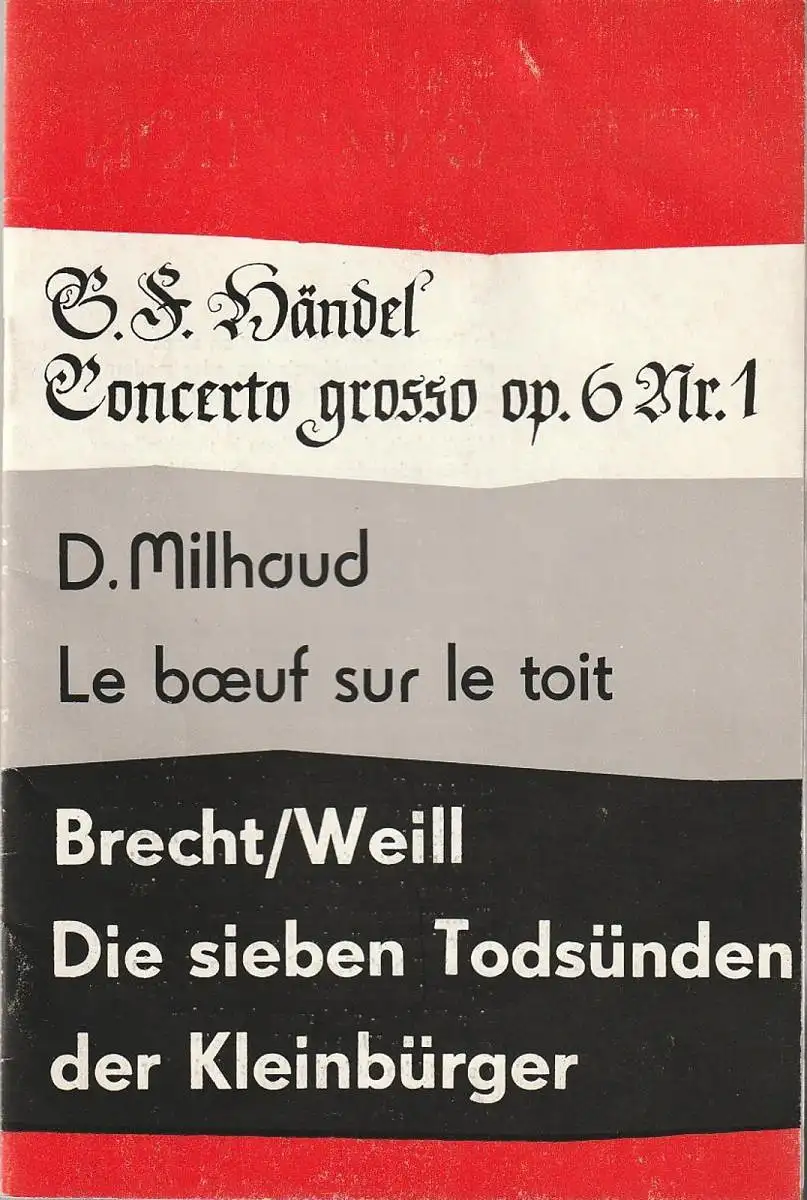 G. F. Händel
Concerto grosso op. 6 Nr. 1
D. Milhaud
Le bœuf sur le toit
Brecht/Weill
Die sieben Todsünden
der Kleinbürger